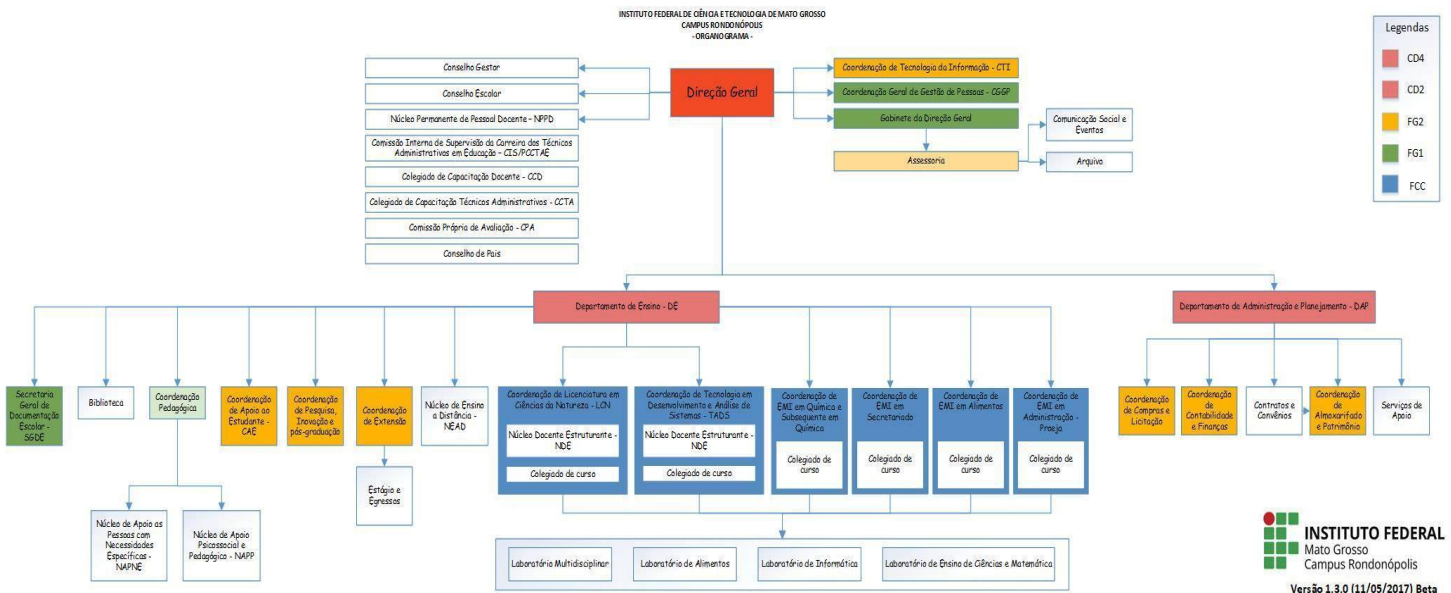 INSTITUTO FEDERAL DE CIÊNCIA E TECNOLOGIA DE MATO GROSSO
CAMPUS RONDONÓPOLIS
- ORGANOGRAMA -
Legendas
CD4
CD2
FG2
FG1
FCC
Direção Geral
Conselho Gestor
Conselho Escolar
Núcleo Permanente de Pessoal Docente – NPPD
Comissão Interna de Supervisão da Carreira dos Técnicos
Administrativos em Educação – CIS/PCCTAE
Colegiado de Capacitação Docente - CCD
Colegiado de Capacitação Técnicos Administrativos - CCTA
Comissão Própria de Avaliação - CPA
Conselho de Pais
Coordenação de Tecnologia da Informação - CTI
Coordenação Geral de Gestão de Pessoas - CGGP
Gabinete da Direção Geral
Assessoria
Comunicação Social e
Eventos
Arquivo
Departamento de Ensino - DE
Departamento de Administração e Planejamento - DAP
Secretaria
Geral de
Documentação
Escolar -
SGDE
Biblioteca
Coordenação
Pedagógica
Coordenação
de Apoio ao
Estudante - CAE
Coordenação
de Pesquisa,
Inovação e
pós-graduação
Coordenação
de Extensão
Núcleo de Ensino
a Distância -
NEAD
Coordenação de Licenciatura em
Ciências da Natureza - LCN
Núcleo Docente Estruturante -
NDE
Colegiado de curso
Coordenação de Tecnologia em
Desenvolvimento e Análise de
Sistemas - TADS
Núcleo Docente Estruturante -
NDE
Colegiado de curso
Coordenação de
EMI em Química e
Subsequente em
Química
Colegiado de
curso
Coordenação de
EMI em
Secretariado
Colegiado de
curso
Coordenação de
EMI em Alimentos
Colegiado de
curso
Coordenação de
EMI em
Administração -
Proeja
Colegiado de
curso
Coordenação
de Compras e
Licitação
Coordenação
de
Contabilidade
e Finanças
Contratos e
Convênios
Coordenação
de
Almoxarifado
e Patrimônio
Serviços de
Apoio
Estágio e
Egressos
Núcleo de Apoio as
Pessoas com
Necessidades
Específicas -
NAPNE
Núcleo de Apoio
Psicossocial e
Pedagógico - NAPP
Laboratório Multidisciplinar
Laboratório de Alimentos
Laboratório de Informática
Laboratório de Ensino de Ciências e Matemática
INSTITUTO FEDERAL
Mato Grosso
Campus Rondonópolis
Versão 1.3.0 (11/05/2017) Beta